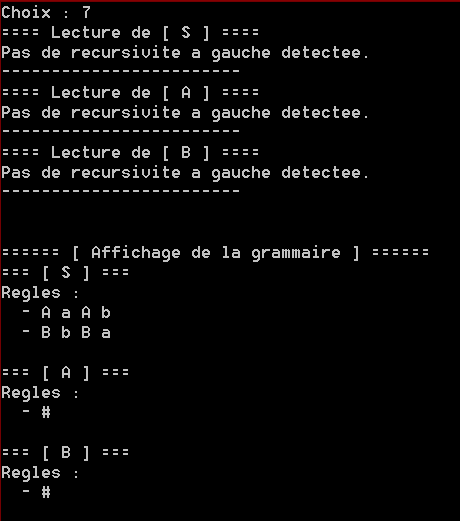 Choix : 7
==== Lecture de [ S ] ====
Pas de recursivite a gauche detectee.
------------------------
==== Lecture de [ A ] ====
Pas de recursivite a gauche detectee.
------------------------
==== Lecture de [ B ] ====
Pas de recursivite a gauche detectee.
------------------------
====== [ Affichage de la grammaire ] ======
=== [ S ] ===
Regles :
- A a A b
- B b B a
=== [ A ] ===
Regles :
- #
=== [ B ] ===
Regles :
- #